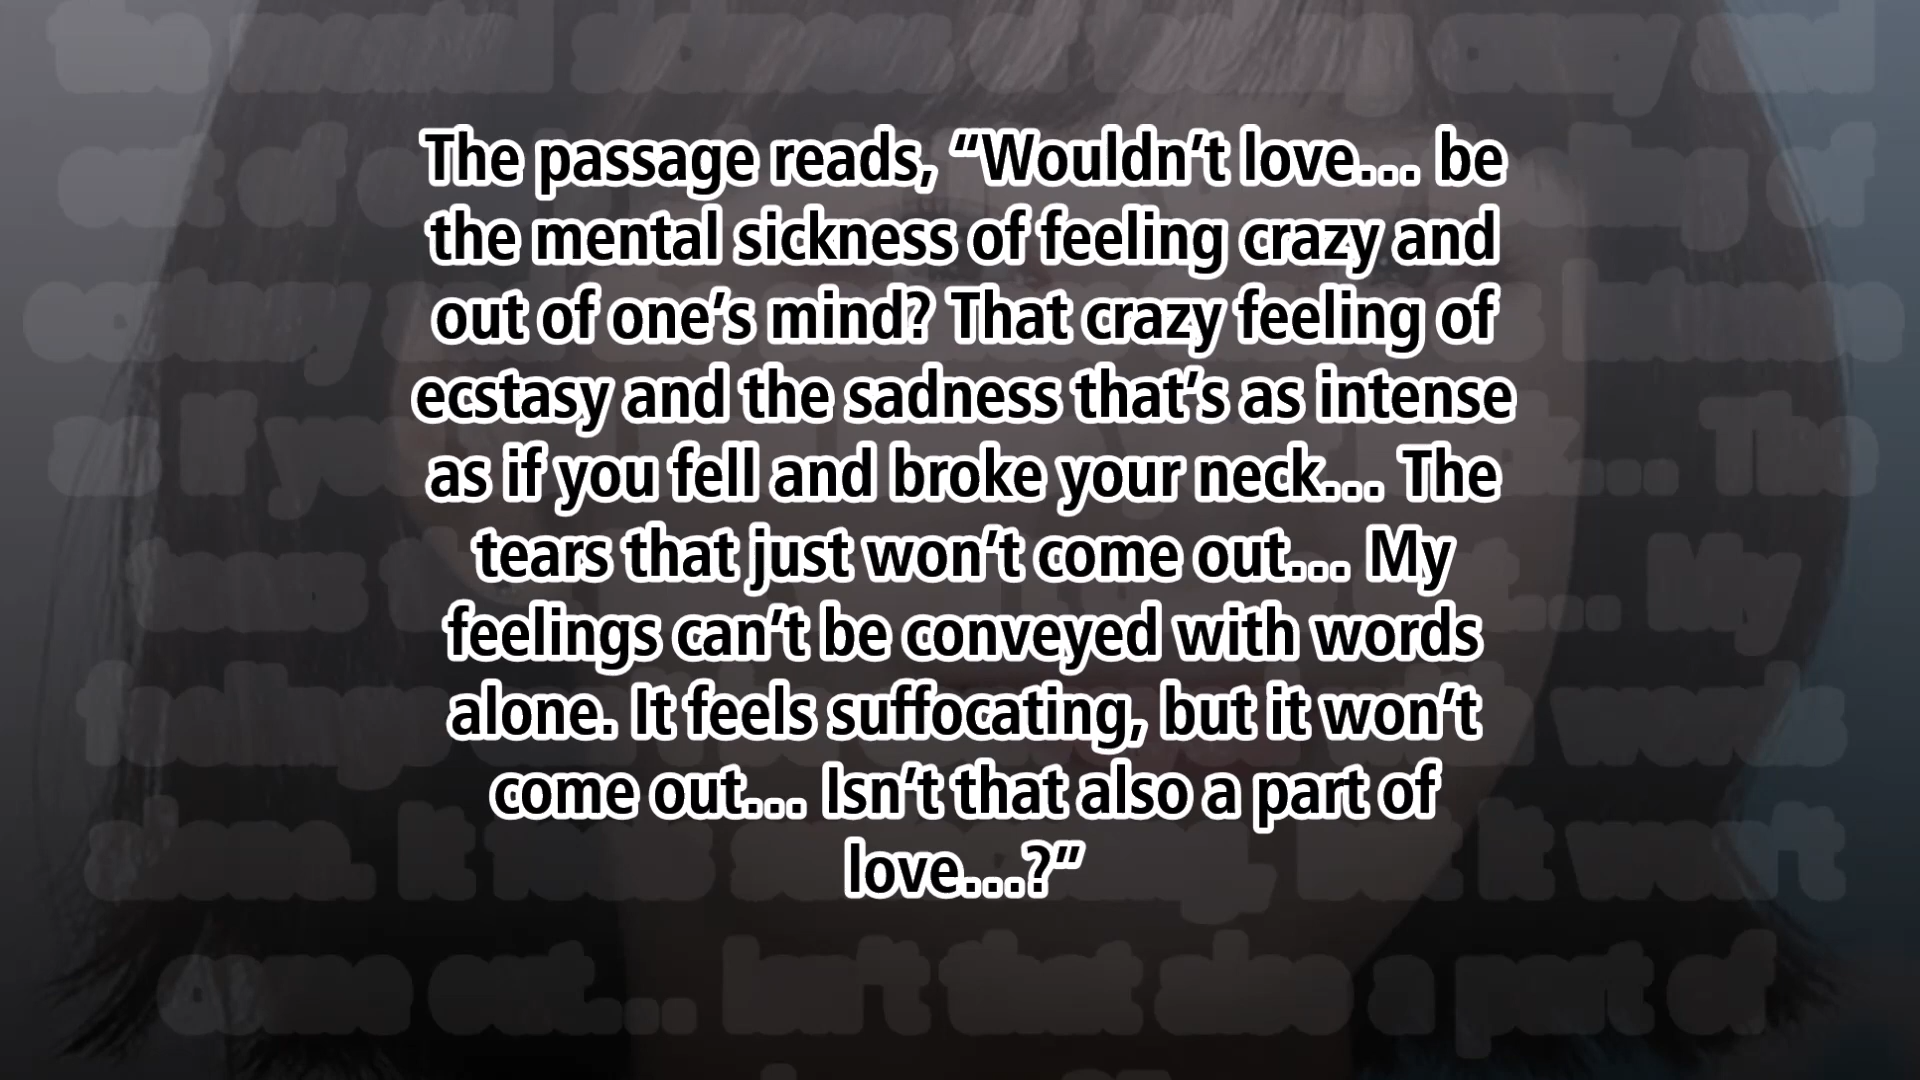 The passage reads, “Wouldn’t love… be
the mental sickness of feeling crazy and
out of one’s mind? That crazy feeling of
ecstasy and the sadness that’s as intense
as if you fell and broke your neck… The
tears that just won’t come out… My
feelings can’t be conveyed with words
alone. It feels suffocating, but it won’t
come out… Isn’t that also a part of
love…?”